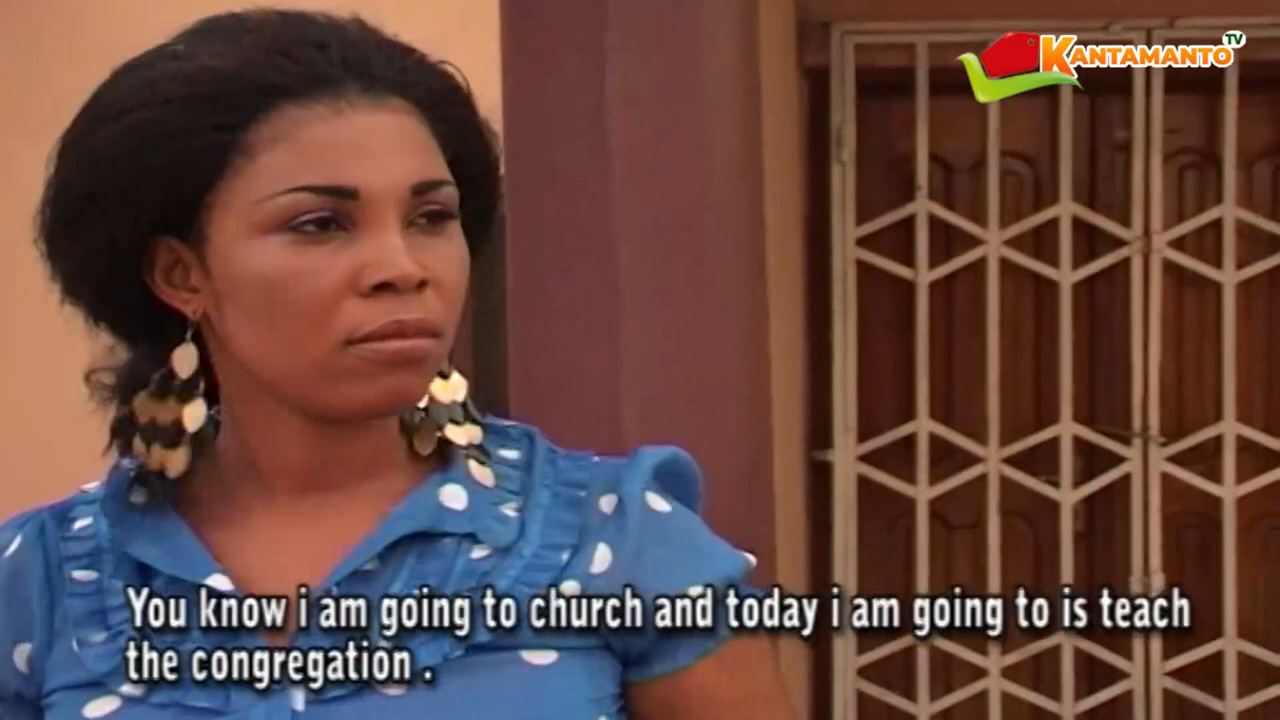 KANTAMANTO TV
You know i am going to church and today i am going to is teach
the congregation .